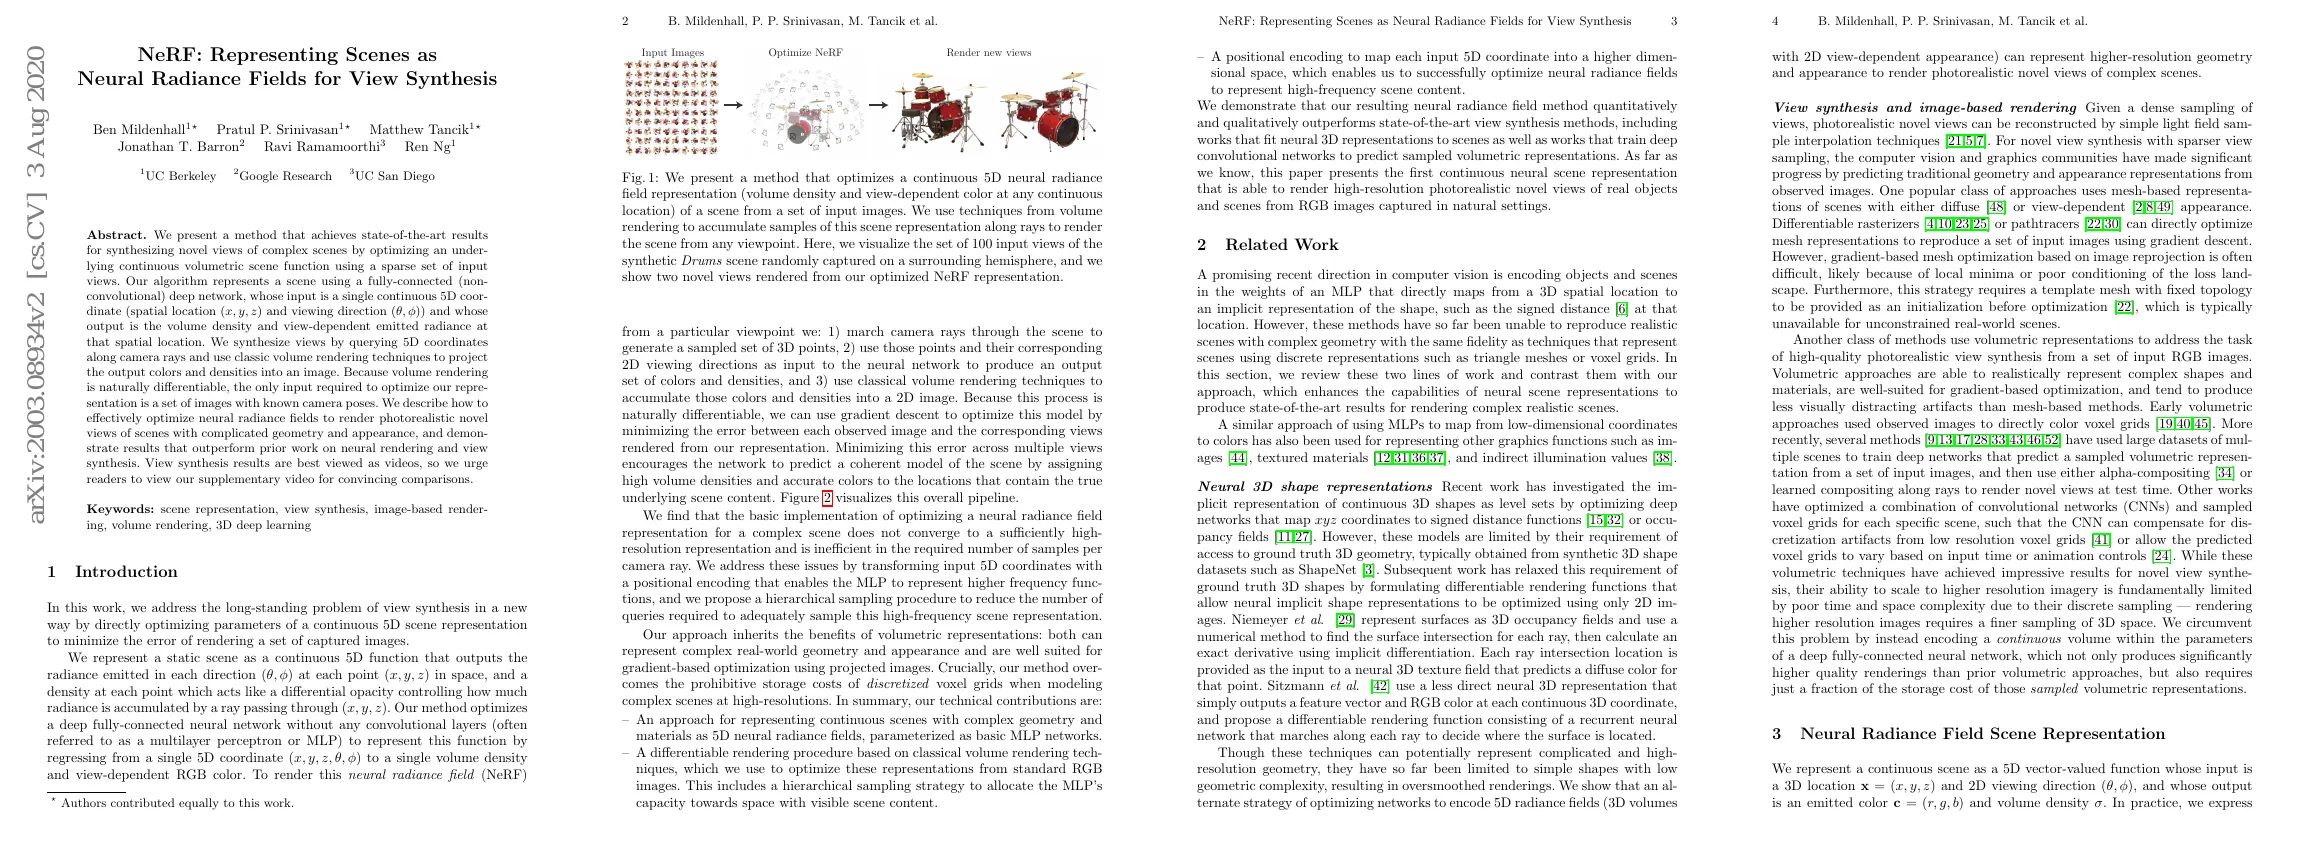 arXiv:2003.08934v2 [cs.CV] 3 Aug 2020
NeRF: Representing Scenes as
Neural Radiance Fields for View Synthesis
Ben Mildenhall1⋆ Pratul P. Srinivasan1⋆ Matthew Tancik1⋆
Jonathan T. Barron2 Ravi Ramamoorthi3 Ren Ng1
1UC Berkeley 2Google Research 3UC San Diego
Abstract. We present a method that achieves state-of-the-art results
for synthesizing novel views of complex scenes by optimizing an under-
lying continuous volumetric scene function using a sparse set of input
views. Our algorithm represents a scene using a fully-connected (non-
convolutional) deep network, whose input is a single continuous 5D coor-
dinate (spatial location (x, y, z) and viewing direction (θ, ϕ)) and whose
output is the volume density and view-dependent emitted radiance at
that spatial location. We synthesize views by querying 5D coordinates
along camera rays and use classic volume rendering techniques to project
the output colors and densities into an image. Because volume rendering
is naturally differentiable, the only input required to optimize our repre-
sentation is a set of images with known camera poses. We describe how to
effectively optimize neural radiance fields to render photorealistic novel
views of scenes with complicated geometry and appearance, and demon-
strate results that outperform prior work on neural rendering and view
synthesis. View synthesis results are best viewed as videos, so we urge
readers to view our supplementary video for convincing comparisons.
Keywords: scene representation, view synthesis, image-based render-
ing, volume rendering, 3D deep learning
1 Introduction
In this work, we address the long-standing problem of view synthesis in a new
way by directly optimizing parameters of a continuous 5D scene representation
to minimize the error of rendering a set of captured images.
We represent a static scene as a continuous 5D function that outputs the
radiance emitted in each direction (θ, ϕ) at each point (x, y, z) in space, and a
density at each point which acts like a differential opacity controlling how much
radiance is accumulated by a ray passing through (x, y, z). Our method optimizes
a deep fully-connected neural network without any convolutional layers (often
referred to as a multilayer perceptron or MLP) to represent this function by
regressing from a single 5D coordinate (x, y, z, θ, ϕ) to a single volume density
and view-dependent RGB color. To render this neural radiance field (NeRF)
⋆ Authors contributed equally to this work.
2 B. Mildenhall, P. P. Srinivasan, M. Tancik et al.
Input Images Optimize NeRF Render new views
Fig. 1: We present a method that optimizes a continuous 5D neural radiance
field representation (volume density and view-dependent color at any continuous
location) of a scene from a set of input images. We use techniques from volume
rendering to accumulate samples of this scene representation along rays to render
the scene from any viewpoint. Here, we visualize the set of 100 input views of the
synthetic Drums scene randomly captured on a surrounding hemisphere, and we
show two novel views rendered from our optimized NeRF representation.
from a particular viewpoint we: 1) march camera rays through the scene to
generate a sampled set of 3D points, 2) use those points and their corresponding
2D viewing directions as input to the neural network to produce an output
set of colors and densities, and 3) use classical volume rendering techniques to
accumulate those colors and densities into a 2D image. Because this process is
naturally differentiable, we can use gradient descent to optimize this model by
minimizing the error between each observed image and the corresponding views
rendered from our representation. Minimizing this error across multiple views
encourages the network to predict a coherent model of the scene by assigning
high volume densities and accurate colors to the locations that contain the true
underlying scene content. Figure 2 visualizes this overall pipeline.
We find that the basic implementation of optimizing a neural radiance field
representation for a complex scene does not converge to a sufficiently high-
resolution representation and is inefficient in the required number of samples per
camera ray. We address these issues by transforming input 5D coordinates with
a positional encoding that enables the MLP to represent higher frequency func-
tions, and we propose a hierarchical sampling procedure to reduce the number of
queries required to adequately sample this high-frequency scene representation.
Our approach inherits the benefits of volumetric representations: both can
represent complex real-world geometry and appearance and are well suited for
gradient-based optimization using projected images. Crucially, our method over-
comes the prohibitive storage costs of discretized voxel grids when modeling
complex scenes at high-resolutions. In summary, our technical contributions are:
– An approach for representing continuous scenes with complex geometry and
materials as 5D neural radiance fields, parameterized as basic MLP networks.
– A differentiable rendering procedure based on classical volume rendering tech-
niques, which we use to optimize these representations from standard RGB
images. This includes a hierarchical sampling strategy to allocate the MLP's
capacity towards space with visible scene content.
NeRF: Representing Scenes as Neural Radiance Fields for View Synthesis 3
– A positional encoding to map each input 5D coordinate into a higher dimen-
sional space, which enables us to successfully optimize neural radiance fields
to represent high-frequency scene content.
We demonstrate that our resulting neural radiance field method quantitatively
and qualitatively outperforms state-of-the-art view synthesis methods, including
works that fit neural 3D representations to scenes as well as works that train deep
convolutional networks to predict sampled volumetric representations. As far as
we know, this paper presents the first continuous neural scene representation
that is able to render high-resolution photorealistic novel views of real objects
and scenes from RGB images captured in natural settings.
2 Related Work
A promising recent direction in computer vision is encoding objects and scenes
in the weights of an MLP that directly maps from a 3D spatial location to
an implicit representation of the shape, such as the signed distance [6] at that
location. However, these methods have so far been unable to reproduce realistic
scenes with complex geometry with the same fidelity as techniques that represent
scenes using discrete representations such as triangle meshes or voxel grids. In
this section, we review these two lines of work and contrast them with our
approach, which enhances the capabilities of neural scene representations to
produce state-of-the-art results for rendering complex realistic scenes.
A similar approach of using MLPs to map from low-dimensional coordinates
to colors has also been used for representing other graphics functions such as im-
ages [44], textured materials [12,31,36,37], and indirect illumination values [38].
Neural 3D shape representations Recent work has investigated the im-
plicit representation of continuous 3D shapes as level sets by optimizing deep
networks that map xyz coordinates to signed distance functions [15,32] or occu-
pancy fields [11,27]. However, these models are limited by their requirement of
access to ground truth 3D geometry, typically obtained from synthetic 3D shape
datasets such as ShapeNet [3]. Subsequent work has relaxed this requirement of
ground truth 3D shapes by formulating differentiable rendering functions that
allow neural implicit shape representations to be optimized using only 2D im-
ages. Niemeyer et al. [29] represent surfaces as 3D occupancy fields and use a
numerical method to find the surface intersection for each ray, then calculate an
exact derivative using implicit differentiation. Each ray intersection location is
provided as the input to a neural 3D texture field that predicts a diffuse color for
that point. Sitzmann et al. [42] use a less direct neural 3D representation that
simply outputs a feature vector and RGB color at each continuous 3D coordinate,
and propose a differentiable rendering function consisting of a recurrent neural
network that marches along each ray to decide where the surface is located.
Though these techniques can potentially represent complicated and high-
resolution geometry, they have so far been limited to simple shapes with low
geometric complexity, resulting in oversmoothed renderings. We show that an al-
ternate strategy of optimizing networks to encode 5D radiance fields (3D volumes
4 B. Mildenhall, P. P. Srinivasan, M. Tancik et al.
with 2D view-dependent appearance) can represent higher-resolution geometry
and appearance to render photorealistic novel views of complex scenes.
View synthesis and image-based rendering Given a dense sampling of
views, photorealistic novel views can be reconstructed by simple light field sam-
ple interpolation techniques [21,5,7]. For novel view synthesis with sparser view
sampling, the computer vision and graphics communities have made significant
progress by predicting traditional geometry and appearance representations from
observed images. One popular class of approaches uses mesh-based representa-
tions of scenes with either diffuse [48] or view-dependent [2,8,49] appearance.
Differentiable rasterizers [4,10,23,25] or pathtracers [22,30] can directly optimize
mesh representations to reproduce a set of input images using gradient descent.
However, gradient-based mesh optimization based on image reprojection is often
difficult, likely because of local minima or poor conditioning of the loss land-
scape. Furthermore, this strategy requires a template mesh with fixed topology
to be provided as an initialization before optimization [22], which is typically
unavailable for unconstrained real-world scenes.
Another class of methods use volumetric representations to address the task
of high-quality photorealistic view synthesis from a set of input RGB images.
Volumetric approaches are able to realistically represent complex shapes and
materials, are well-suited for gradient-based optimization, and tend to produce
less visually distracting artifacts than mesh-based methods. Early volumetric
approaches used observed images to directly color voxel grids [19,40,45]. More
recently, several methods [9,13,17,28,33,43,46,52] have used large datasets of mul-
tiple scenes to train deep networks that predict a sampled volumetric represen-
tation from a set of input images, and then use either alpha-compositing [34] or
learned compositing along rays to render novel views at test time. Other works
have optimized a combination of convolutional networks (CNNs) and sampled
voxel grids for each specific scene, such that the CNN can compensate for dis-
cretization artifacts from low resolution voxel grids [41] or allow the predicted
voxel grids to vary based on input time or animation controls [24]. While these
volumetric techniques have achieved impressive results for novel view synthe-
sis, their ability to scale to higher resolution imagery is fundamentally limited
by poor time and space complexity due to their discrete sampling — rendering
higher resolution images requires a finer sampling of 3D space. We circumvent
this problem by instead encoding a continuous volume within the parameters
of a deep fully-connected neural network, which not only produces significantly
higher quality renderings than prior volumetric approaches, but also requires
just a fraction of the storage cost of those sampled volumetric representations.
3 Neural Radiance Field Scene Representation
We represent a continuous scene as a 5D vector-valued function whose input is
a 3D location x = (x, y, z) and 2D viewing direction (θ, ϕ), and whose output
is an emitted color c = (r, g, b) and volume density σ. In practice, we express